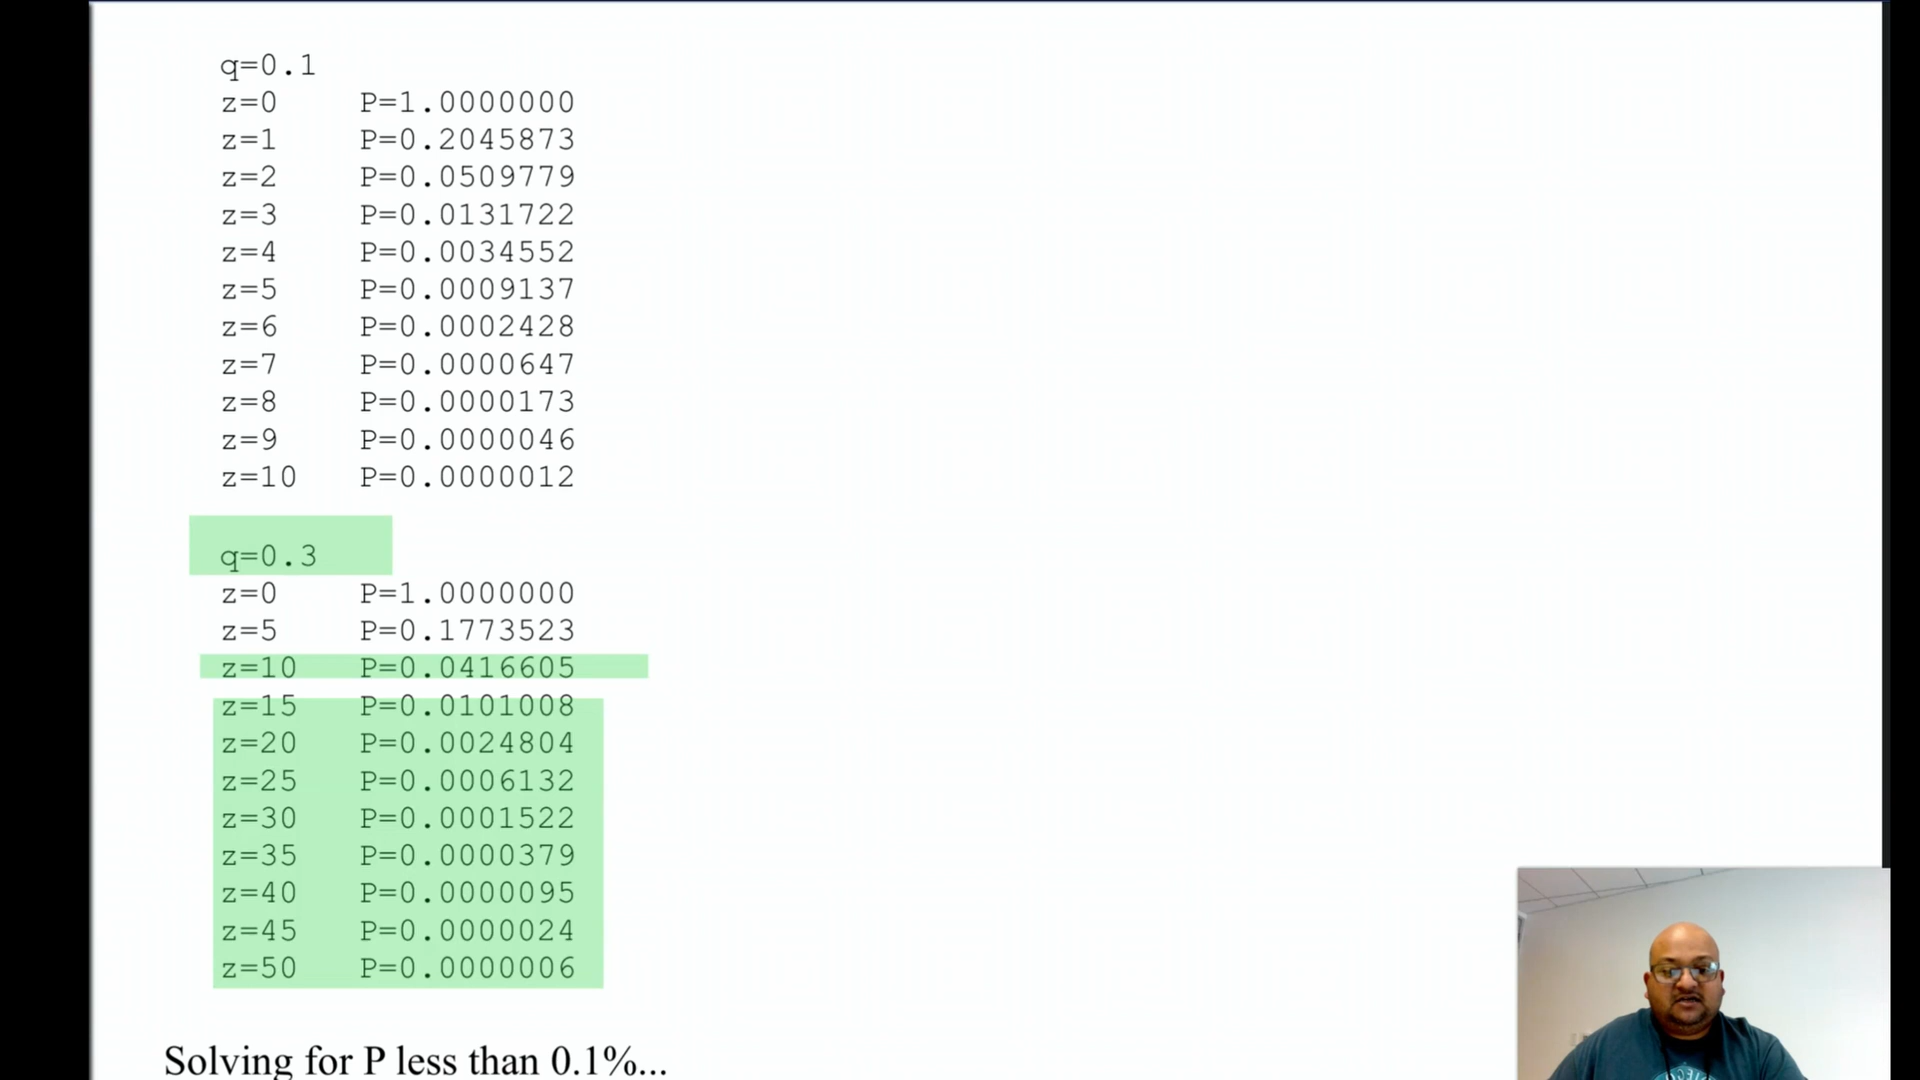 q=0.1
z=0 P=1.0000000
z=1 P=0.2045873
z=2 P=0.0509779
z=3 P=0.0131722
z=4 P=0.0034552
z=5 P=0.0009137
z=6 P=0.0002428
z=7 P=0.0000647
z=8 P=0.0000173
z=9 P=0.0000046
z=10 P=0.0000012
q=0.3
z=0 P=1.0000000
z=5 P=0.1773523
z=10 P=0.0416605
z=15 P=0.0101008
z=20 P=0.0024804
z=25 P=0.0006132
z=30 P=0.0001522
z=35 P=0.0000379
z=40 P=0.0000095
z=45 P=0.0000024
z=50 P=0.0000006
Solving for P less than 0.1%...